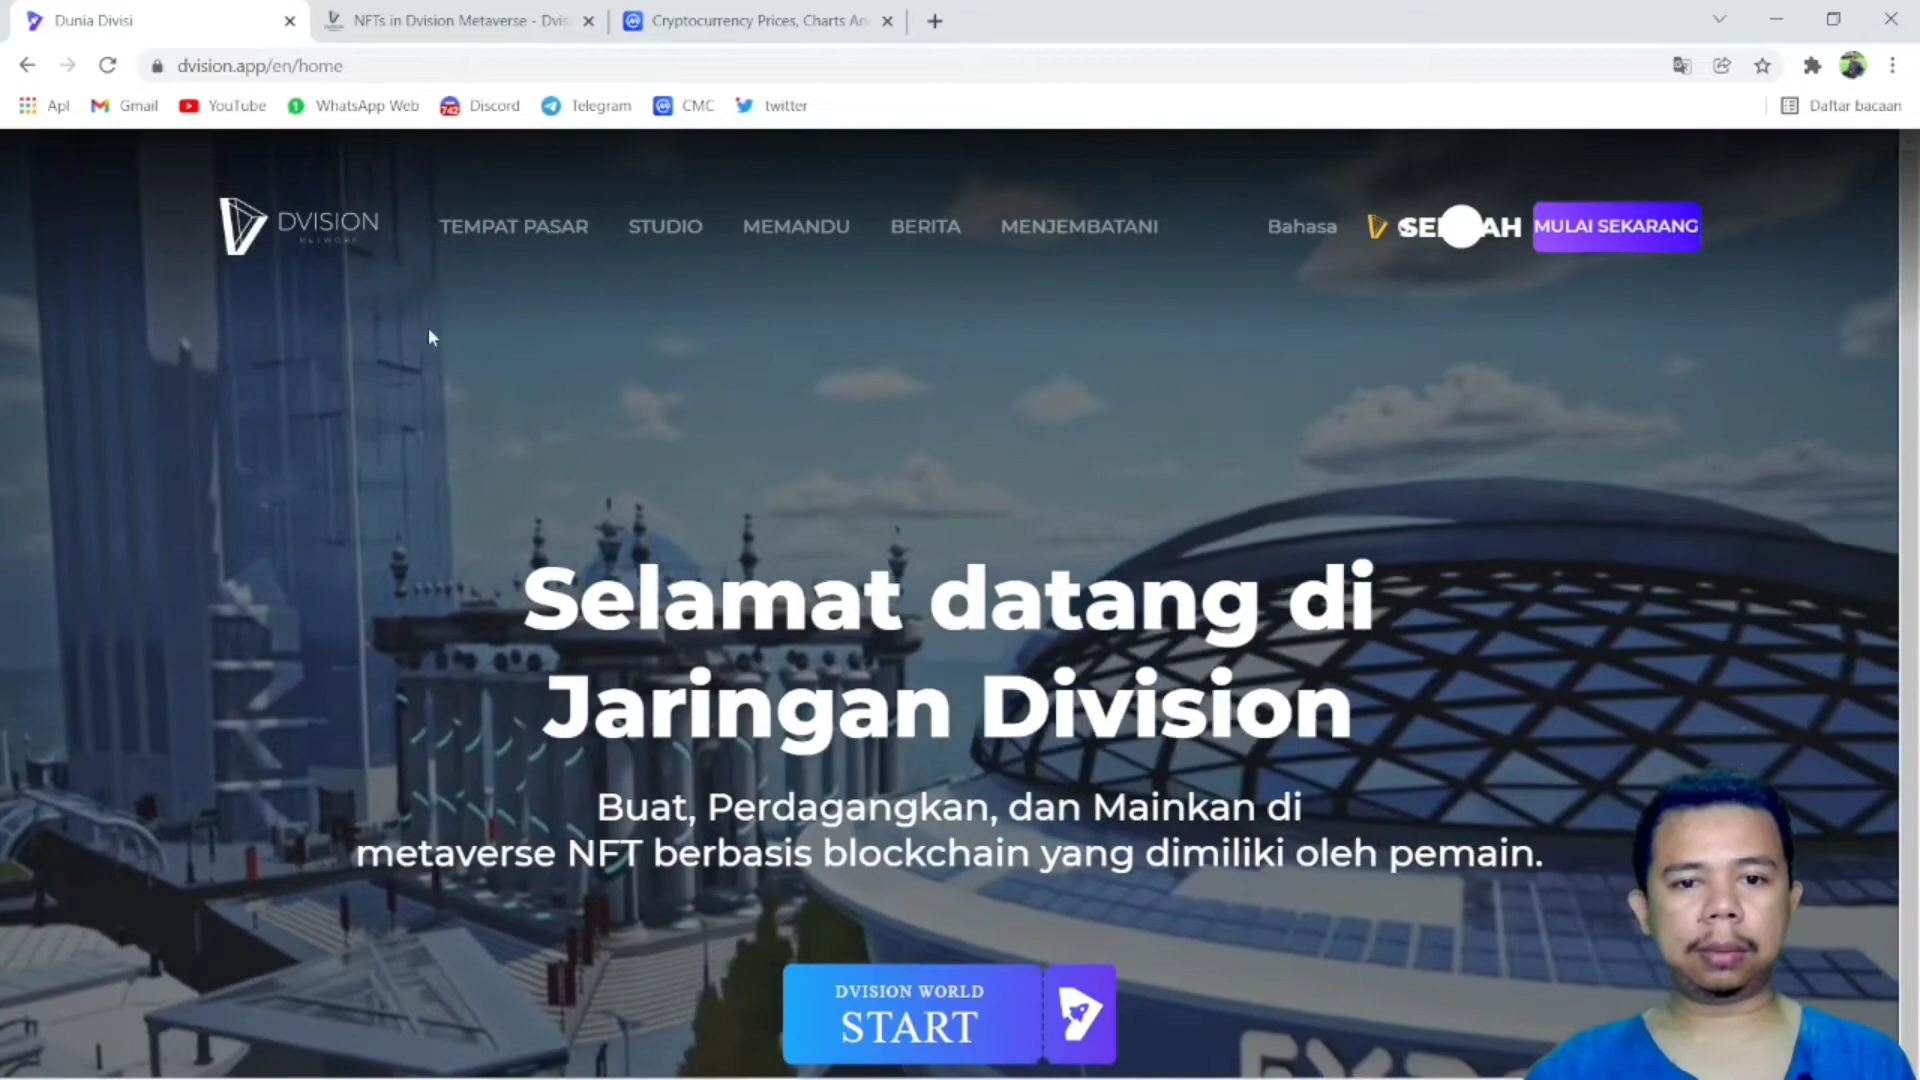 Dunia Divisi
NFTs in Dvision Metaverse - Dvis
Cryptocurrency Prices, Charts An
dvision.app/en/home
Apl
Gmail
YouTube
WhatsApp Web
Discord
Telegram
CMC
twitter
Daftar bacaan
DVISION
NETWORK
TEMPAT PASAR
STUDIO
MEMANDU
BERITA
MENJEMBATANI
Bahasa
MULAI SEKARANG
Selamat datang di
Jaringan Division
Buat, Perdagangkan, dan Mainkan di
metaverse NFT berbasis blockchain yang dimiliki oleh pemain.
DVISION WORLD
START